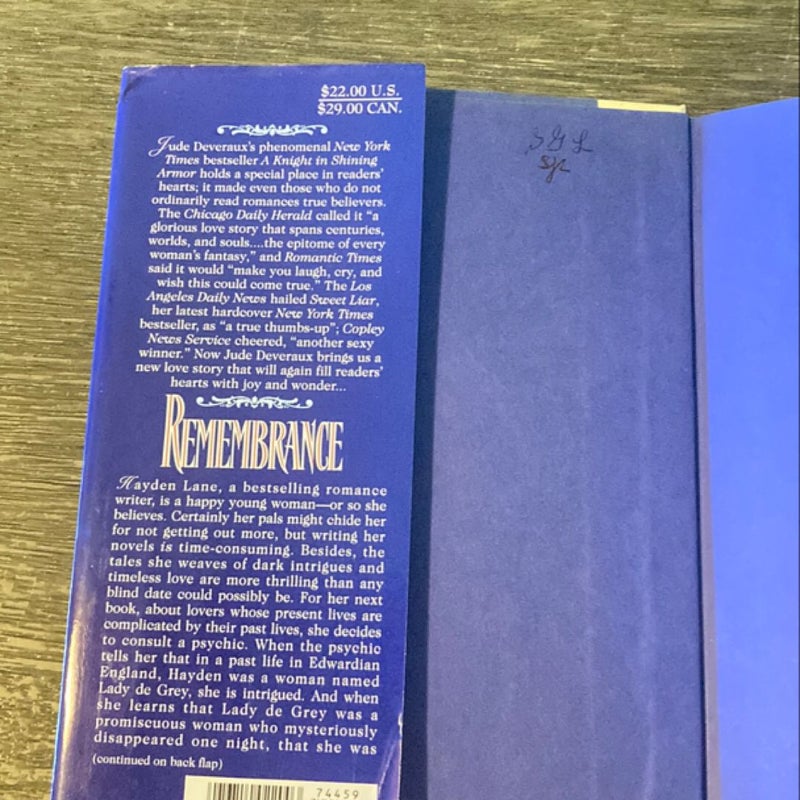 $22.00 U.S.
$29.00 CAN.
Jude Deveraux's phenomenal New York
Times bestseller A Knight in Shining
Armor holds a special place in readers'
hearts; it made even those who do not
ordinarily read romances true believers.
The Chicago Daily Herald called it "a
glorious love story that spans centuries,
worlds, and souls....the epitome of every
woman's fantasy," and Romantic Times
said it would "make you laugh, cry, and
wish this could come true." The Los
Angeles Daily News hailed Sweet Liar,
her latest hardcover New York Times
bestseller, as "a true thumbs-up"; Copley
News Service cheered, "another sexy
winner." Now Jude Deveraux brings us a
new love story that will again fill readers'
hearts with joy and wonder...
REMEMBRANCE
Hayden Lane, a bestselling romance
writer, is a happy young woman—or so she
believes. Certainly her pals might chide her
for not getting out more, but writing her
novels is time-consuming. Besides, the
tales she weaves of dark intrigues and
timeless love are more thrilling than any
blind date could possibly be. For her next
book, about lovers whose present lives are
complicated by their past lives, she decides
to consult a psychic. When the psychic
tells her that in a past life in Edwardian
England, Hayden was a woman named
Lady de Grey, she is intrigued. And when
she learns that Lady de Grey was a
promiscuous woman who mysteriously
disappeared one night, that she was
(continued on back flap)
74459